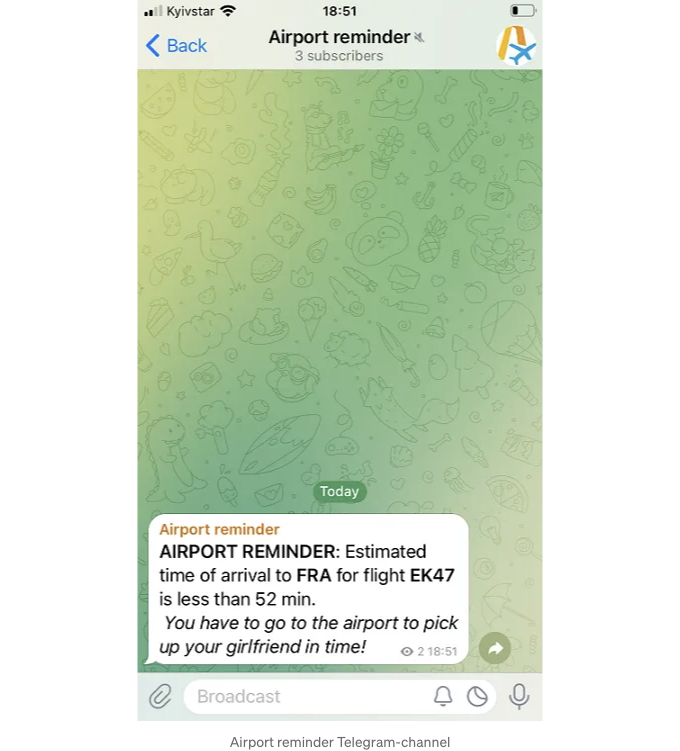 Kyivstar 18:51
Back
Airport reminder
3 subscribers
Today
Airport reminder
AIRPORT REMINDER: Estimated
time of arrival to FRA for flight EK47
is less than 52 min.
You have to go to the airport to pick
up your girlfriend in time! 2 18:51
Broadcast
Airport reminder Telegram-channel